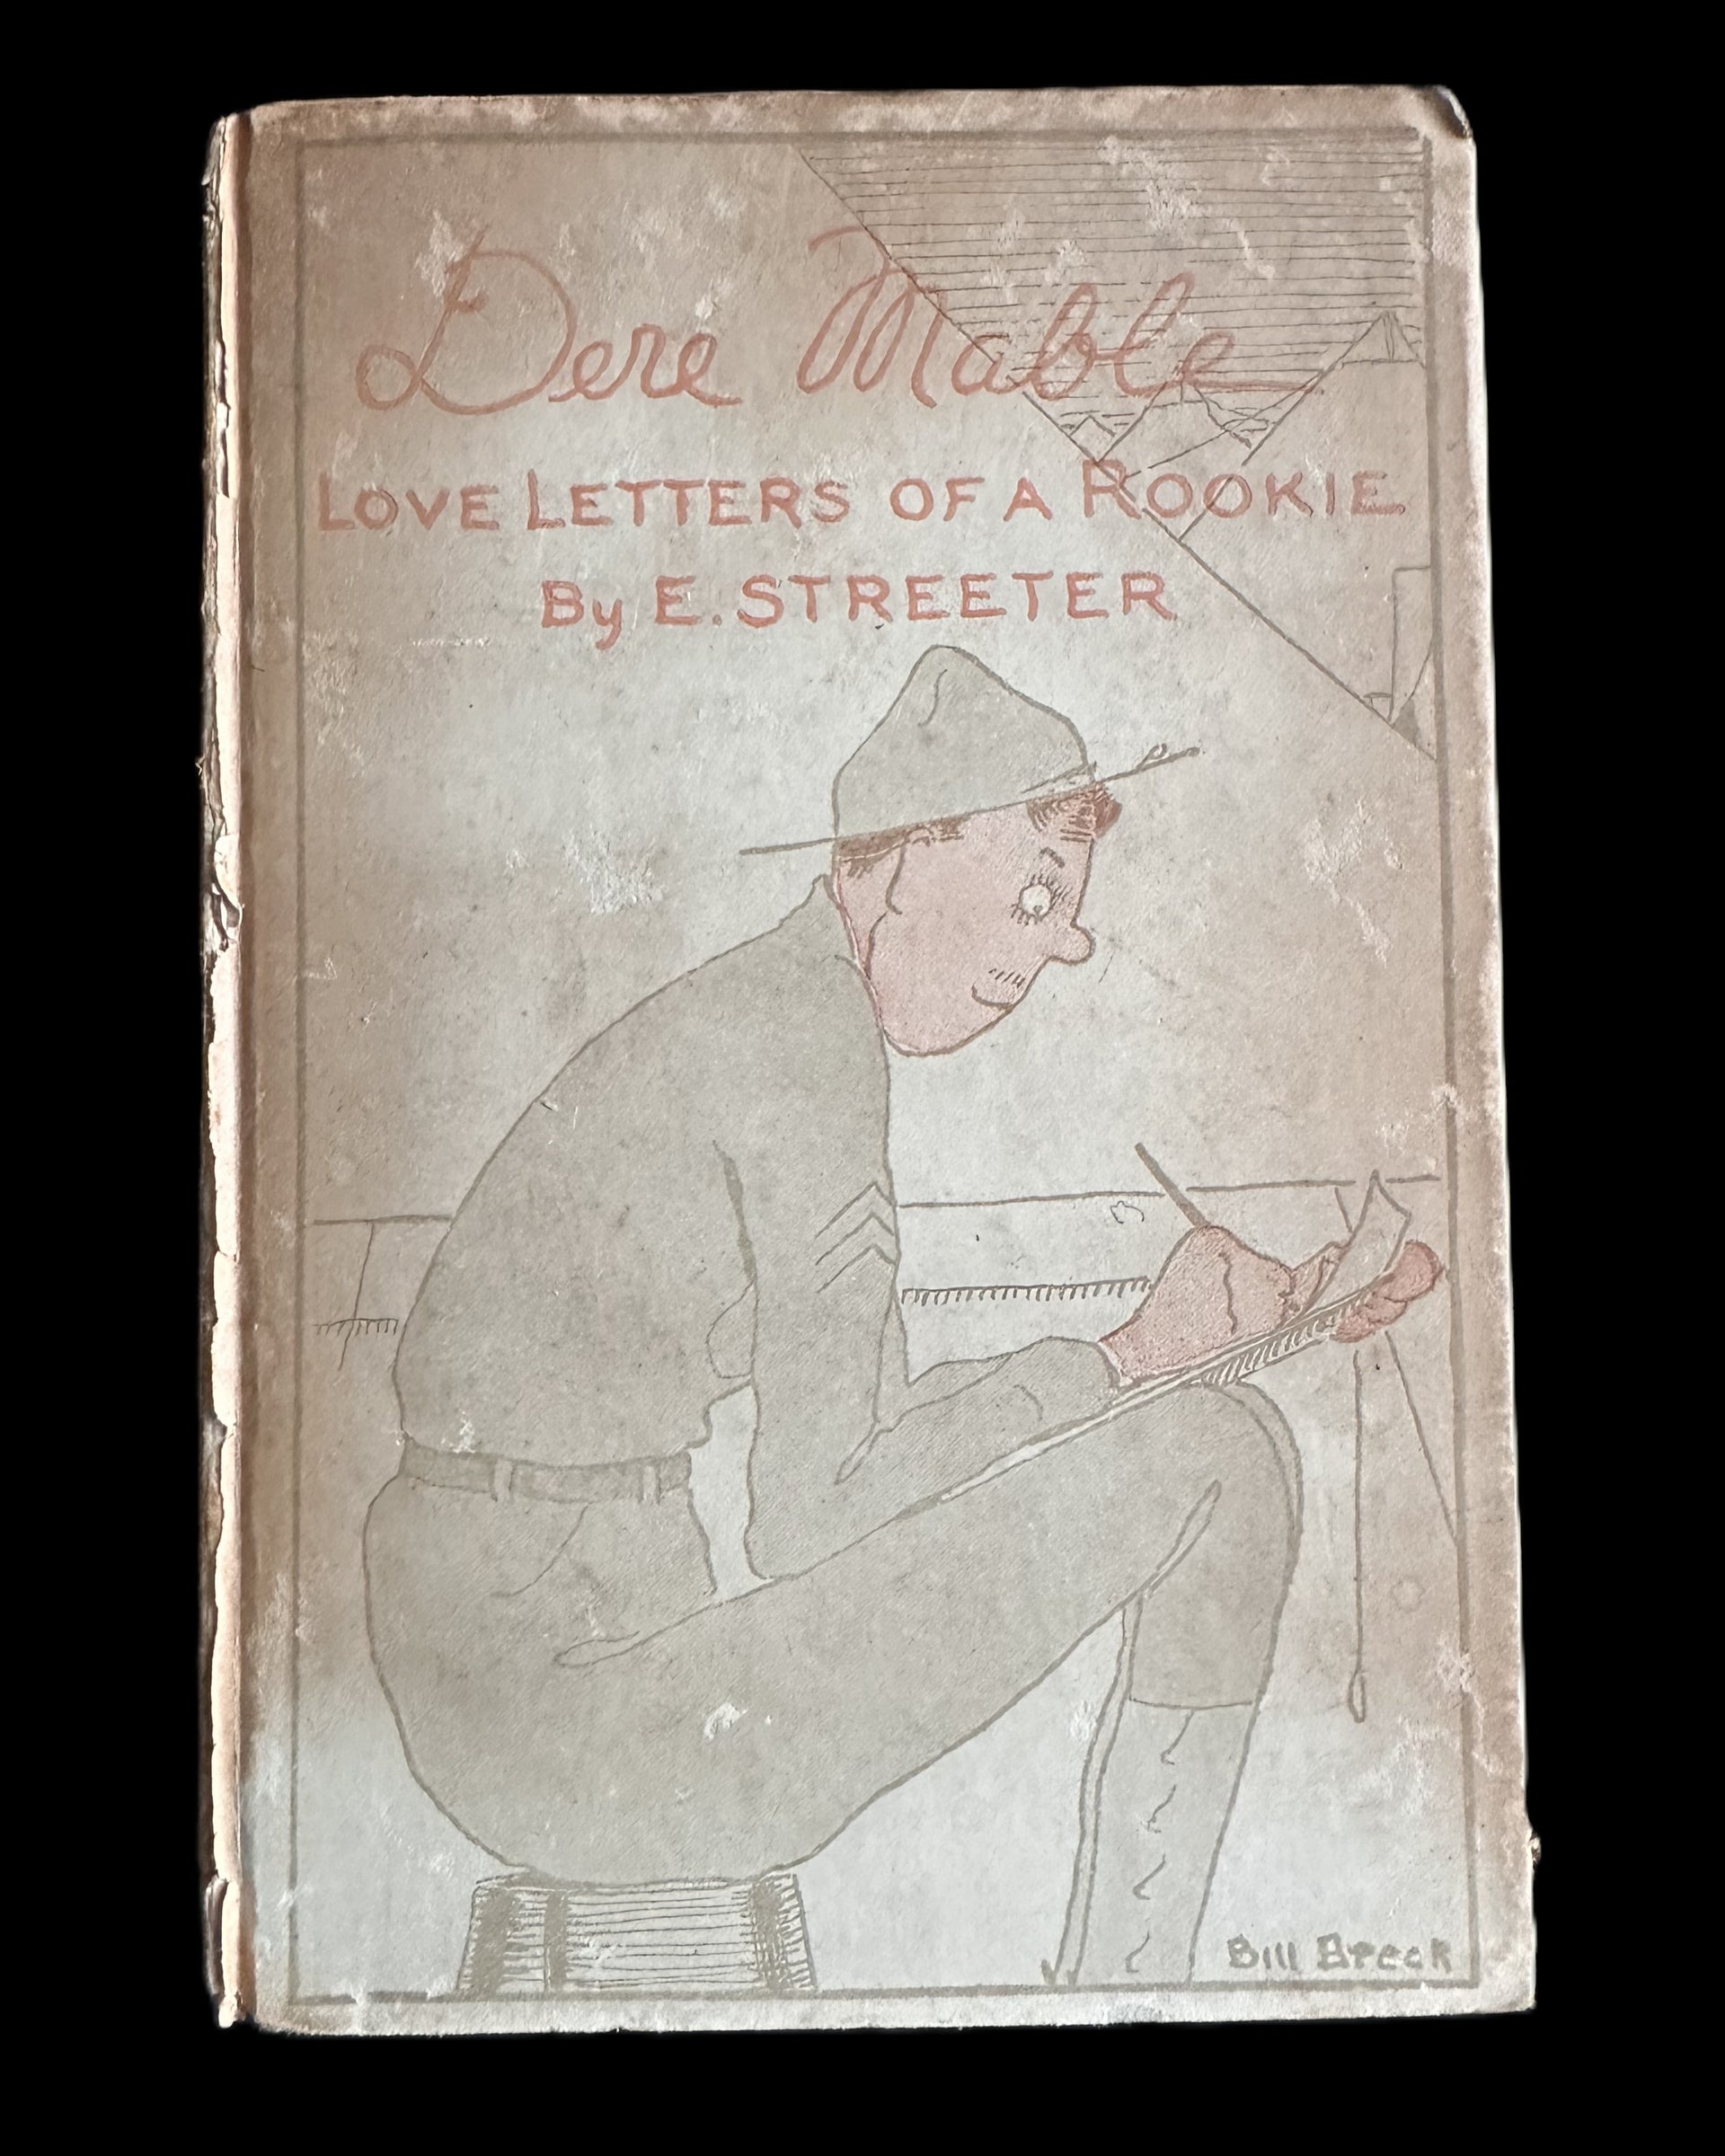 Dere Mable
LOVE LETTERS OF A ROOKIE
By E. STREETER
Bill Breck